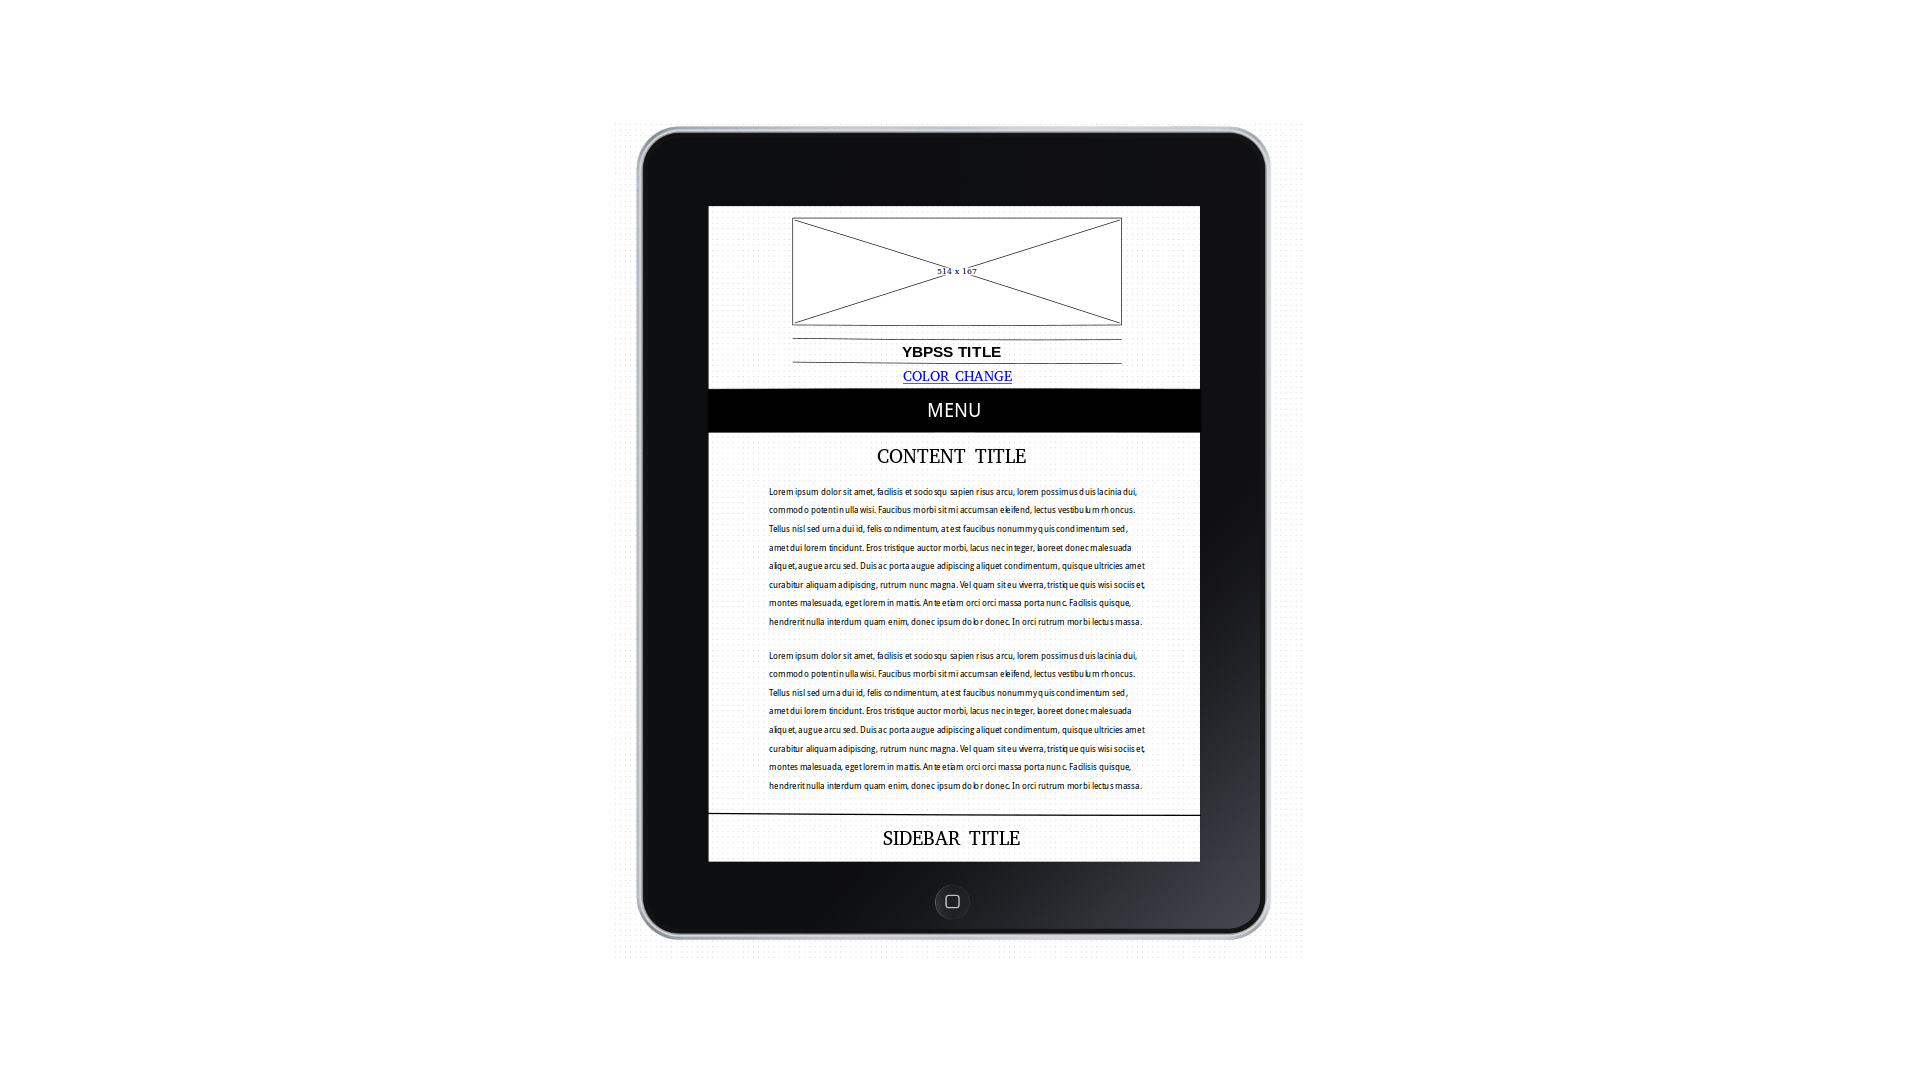 514 x 167
YBPSS TITLE
COLOR CHANGE
MENU
CONTENT TITLE
Lorem ipsum dolor sit amet, facilisis et sociosqu sapien risus arcu, lorem possimus duis lacinia dui,
commodo potenti nulla wisi. Faucibus morbi sit mi accumsan eleifend, lectus vestibulum rhoncus.
Tellus nisl sed urna dui id, felis condimentum, at est faucibus nonummy quis condimentum sed,
amet dui lorem tincidunt. Eros tristique auctor morbi, lacus nec integer, laoreet donec malesuada
aliquet, augue arcu sed. Duis ac porta augue adipiscing aliquet condimentum, quisque ultricies amet
curabitur aliquam adipiscing, rutrum nunc magna. Vel quam sit eu viverra, tristique quis wisi sociis et,
montes malesuada, eget lorem in mattis. Ante etiam orci orci massa porta nunc. Facilisis quisque,
hendrerit nulla interdum quam enim, donec ipsum dolor donec. In orci rutrum morbi lectus massa.
Lorem ipsum dolor sit amet, facilisis et sociosqu sapien risus arcu, lorem possimus duis lacinia dui,
commodo potenti nulla wisi. Faucibus morbi sit mi accumsan eleifend, lectus vestibulum rhoncus.
Tellus nisl sed urna dui id, felis condimentum, at est faucibus nonummy quis condimentum sed,
amet dui lorem tincidunt. Eros tristique auctor morbi, lacus nec integer, laoreet donec malesuada
aliquet, augue arcu sed. Duis ac porta augue adipiscing aliquet condimentum, quisque ultricies amet
curabitur aliquam adipiscing, rutrum nunc magna. Vel quam sit eu viverra, tristique quis wisi sociis et,
montes malesuada, eget lorem in mattis. Ante etiam orci orci massa porta nunc. Facilisis quisque,
hendrerit nulla interdum quam enim, donec ipsum dolor donec. In orci rutrum morbi lectus massa.
SIDEBAR TITLE